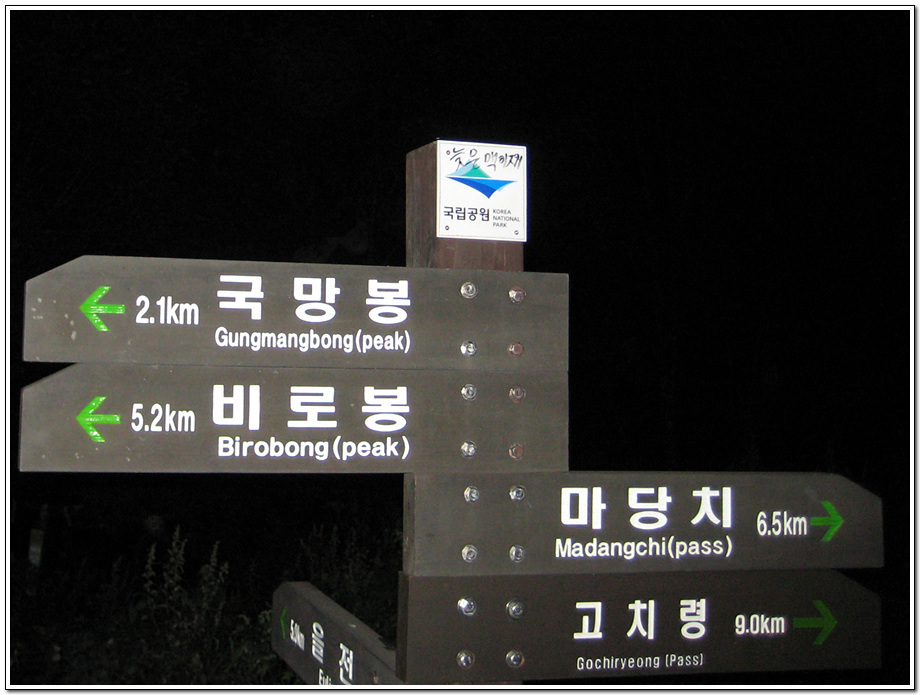 늦은맥이재
국립공원 KOREA
NATIONAL
PARK
2.1km 국망봉
Gungmangbong(peak)
5.2km 비로봉
Birobong(peak)
마당치 6.5km
Madangchi(pass)
고치령 9.0km
Gochiryeong (Pass)
을전